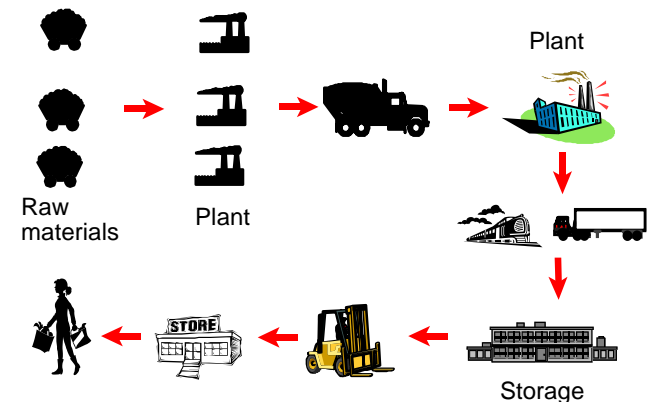 Plant
Raw
materials
Plant
STORE
Storage